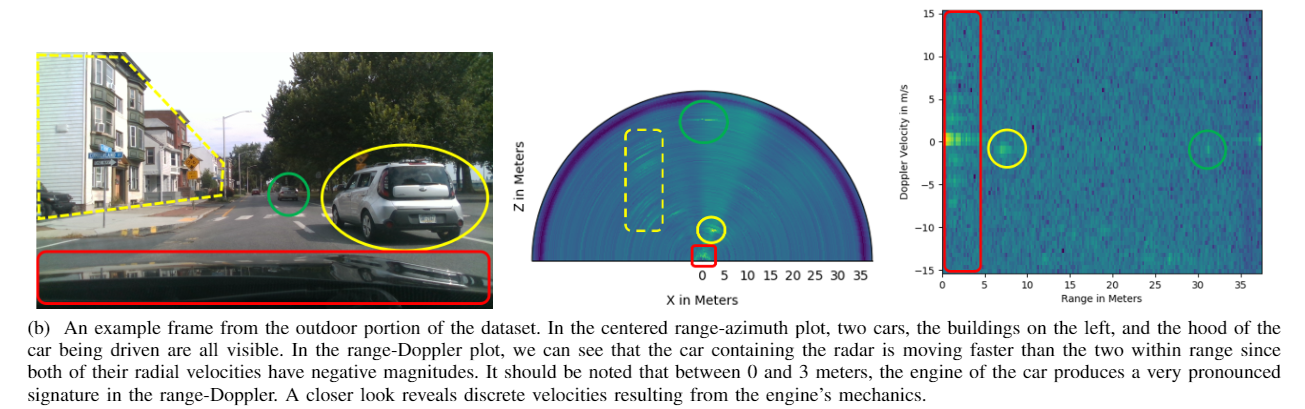 Z in Meters
0 5 10 15 20 25 30 35
X in Meters
15
10
5
0
−5
−10
−15
Doppler Velocity in m/s
0 5 10 15 20 25 30 35
Range in Meters
(b) An example frame from the outdoor portion of the dataset. In the centered range-azimuth plot, two cars, the buildings on the left, and the hood of the
car being driven are all visible. In the range-Doppler plot, we can see that the car containing the radar is moving faster than the two within range since
both of their radial velocities have negative magnitudes. It should be noted that between 0 and 3 meters, the engine of the car produces a very pronounced
signature in the range-Doppler. A closer look reveals discrete velocities resulting from the engine's mechanics.